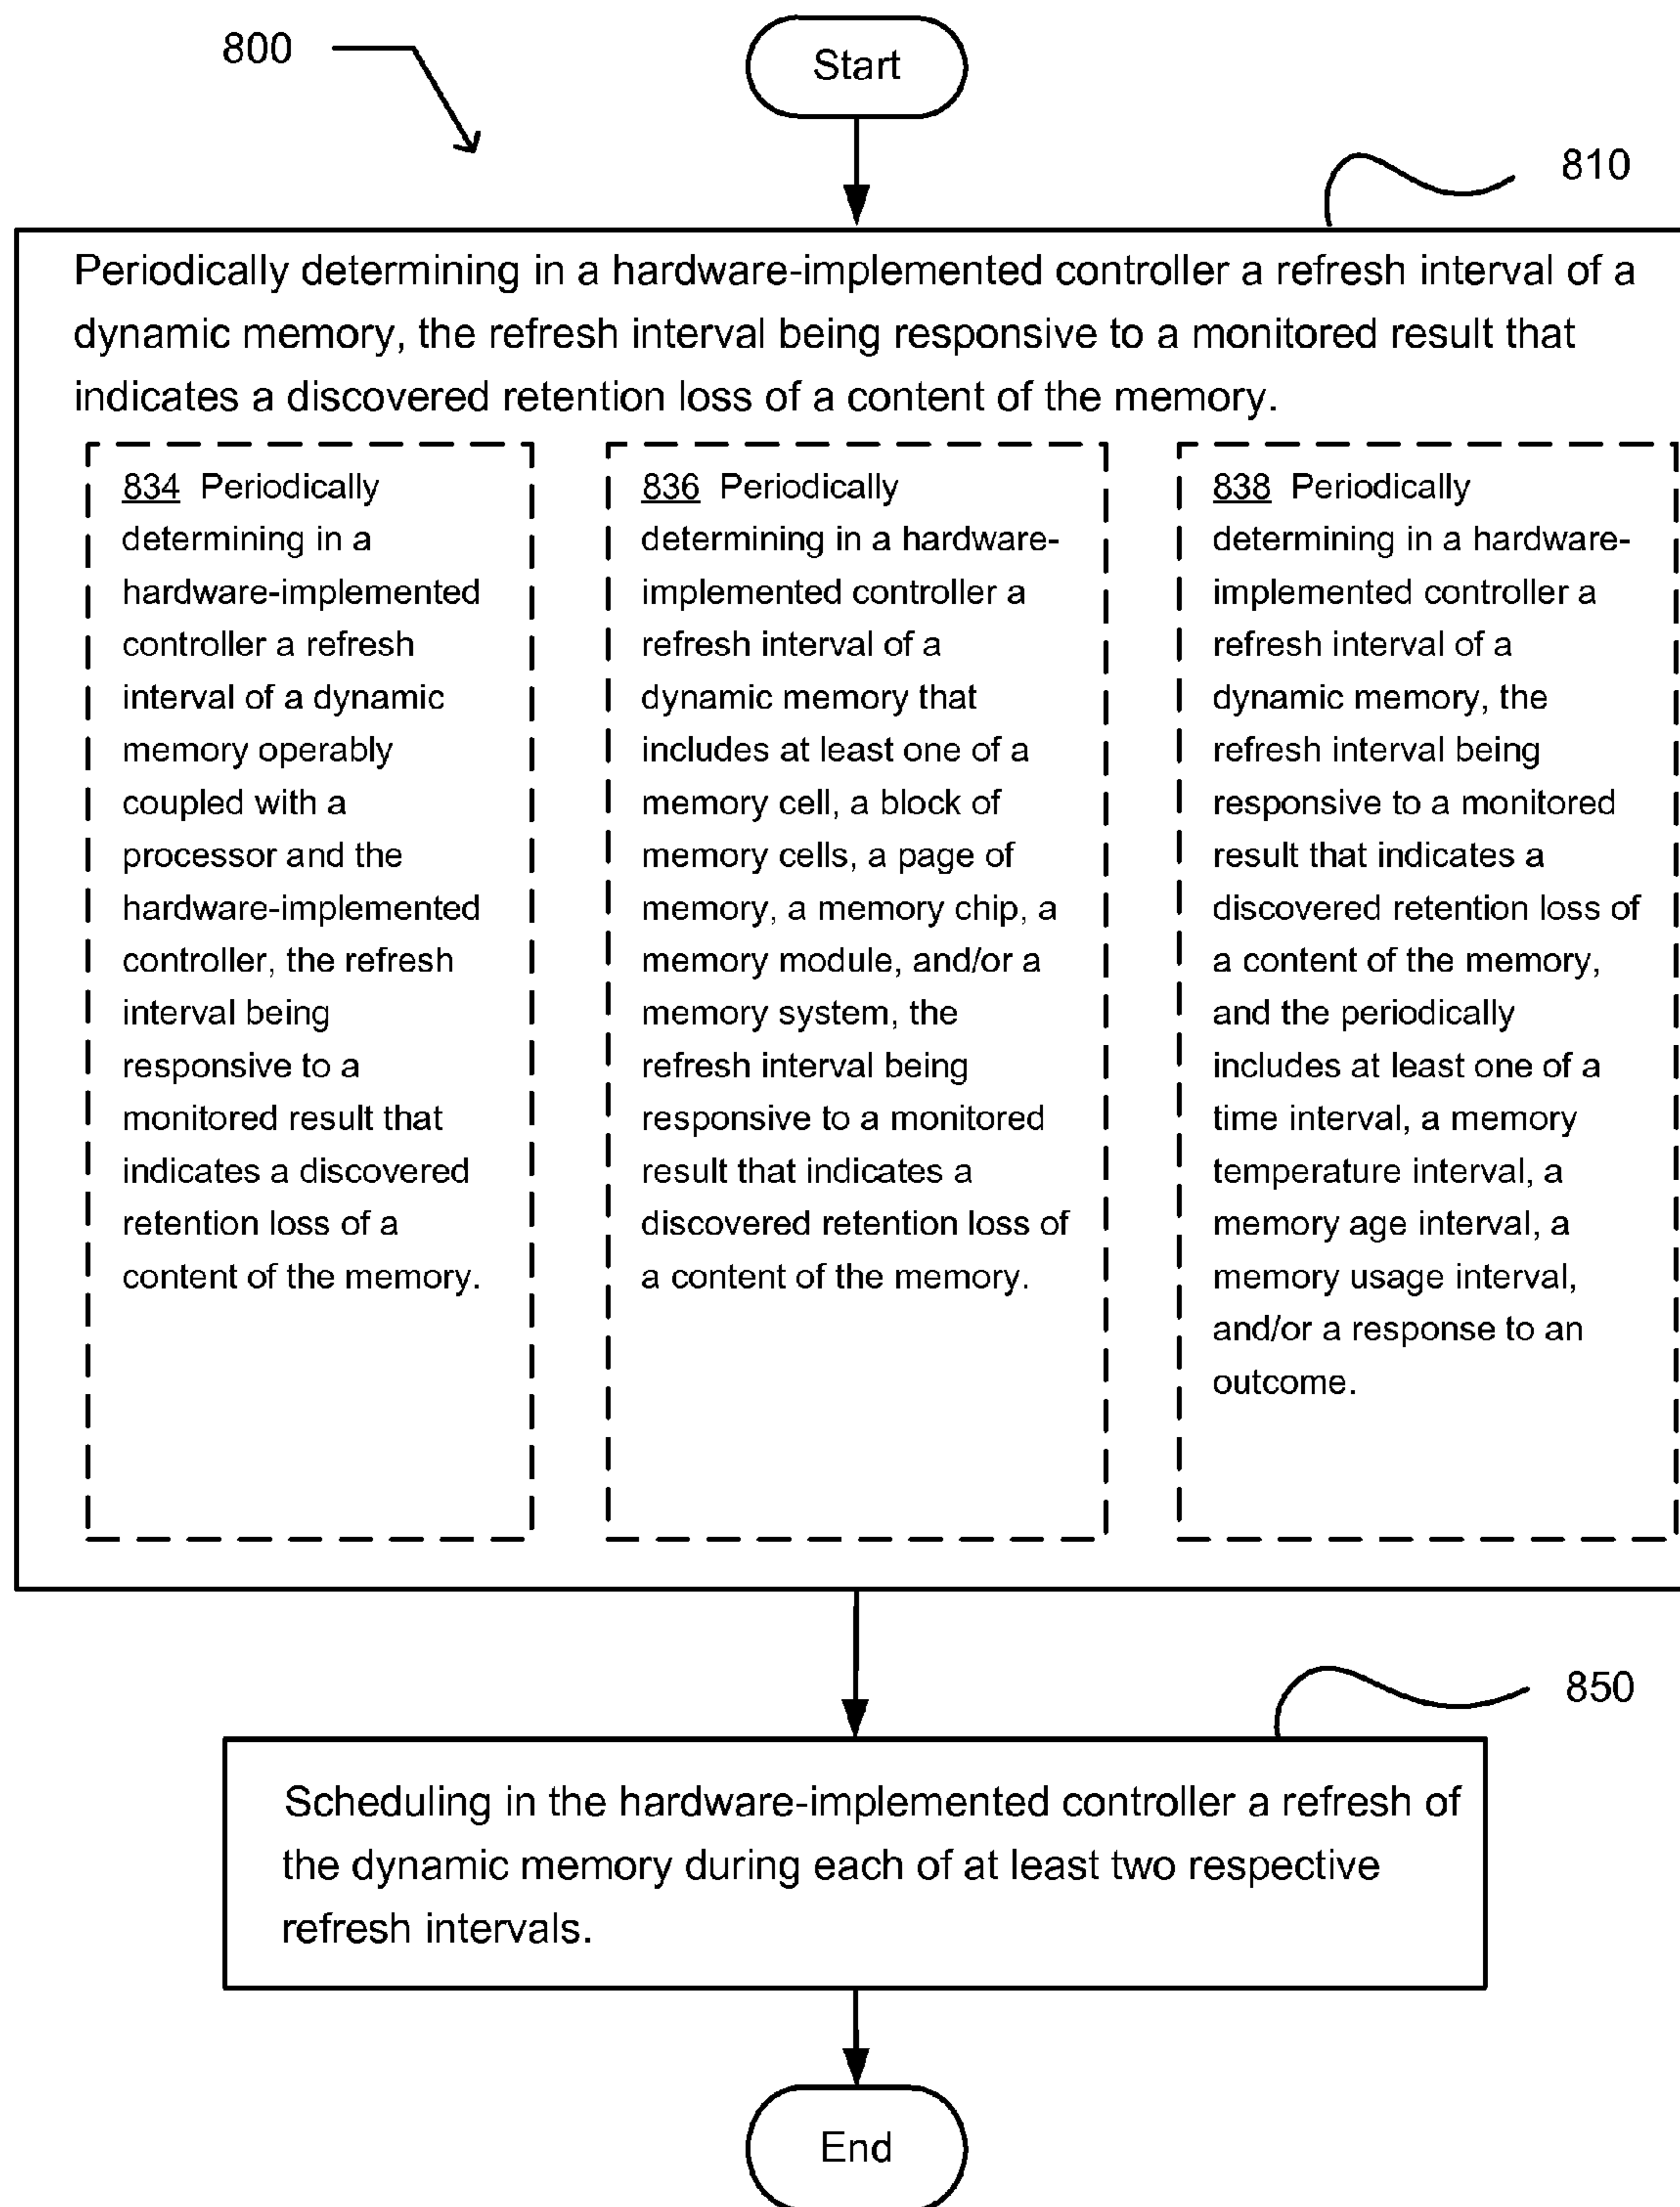 800
Start
810
Periodically determining in a hardware-implemented controller a refresh interval of a
dynamic memory, the refresh interval being responsive to a monitored result that
indicates a discovered retention loss of a content of the memory.
834 Periodically
determining in a
hardware-implemented
controller a refresh
interval of a dynamic
memory operably
coupled with a
processor and the
hardware-implemented
controller, the refresh
interval being
responsive to a
monitored result that
indicates a discovered
retention loss of a
content of the memory.
836 Periodically
determining in a hardware-
implemented controller a
refresh interval of a
dynamic memory that
includes at least one of a
memory cell, a block of
memory cells, a page of
memory, a memory chip, a
memory module, and/or a
memory system, the
refresh interval being
responsive to a monitored
result that indicates a
discovered retention loss of
a content of the memory.
838 Periodically
determining in a hardware-
implemented controller a
refresh interval of a
dynamic memory, the
refresh interval being
responsive to a monitored
result that indicates a
discovered retention loss of
a content of the memory,
and the periodically
includes at least one of a
time interval, a memory
temperature interval, a
memory age interval, a
memory usage interval,
and/or a response to an
outcome.
850
Scheduling in the hardware-implemented controller a refresh of
the dynamic memory during each of at least two respective
refresh intervals.
End